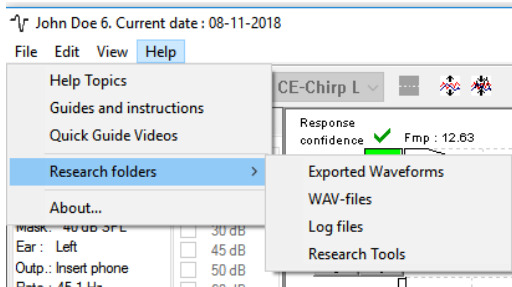 John Doe 6. Current date : 08-11-2018
File Edit View Help
Help Topics
Guides and instructions
Quick Guide Videos
Research folders
About...
CE-Chirp L
Response
confidence Fmp : 12.63
Exported Waveforms
WAV-files
Log files
Research Tools
Mask: 40 dB SPL 30 dB
Ear : Left 45 dB
Outp.: Insert phone 50 dB
Rate : 45.1 Hz